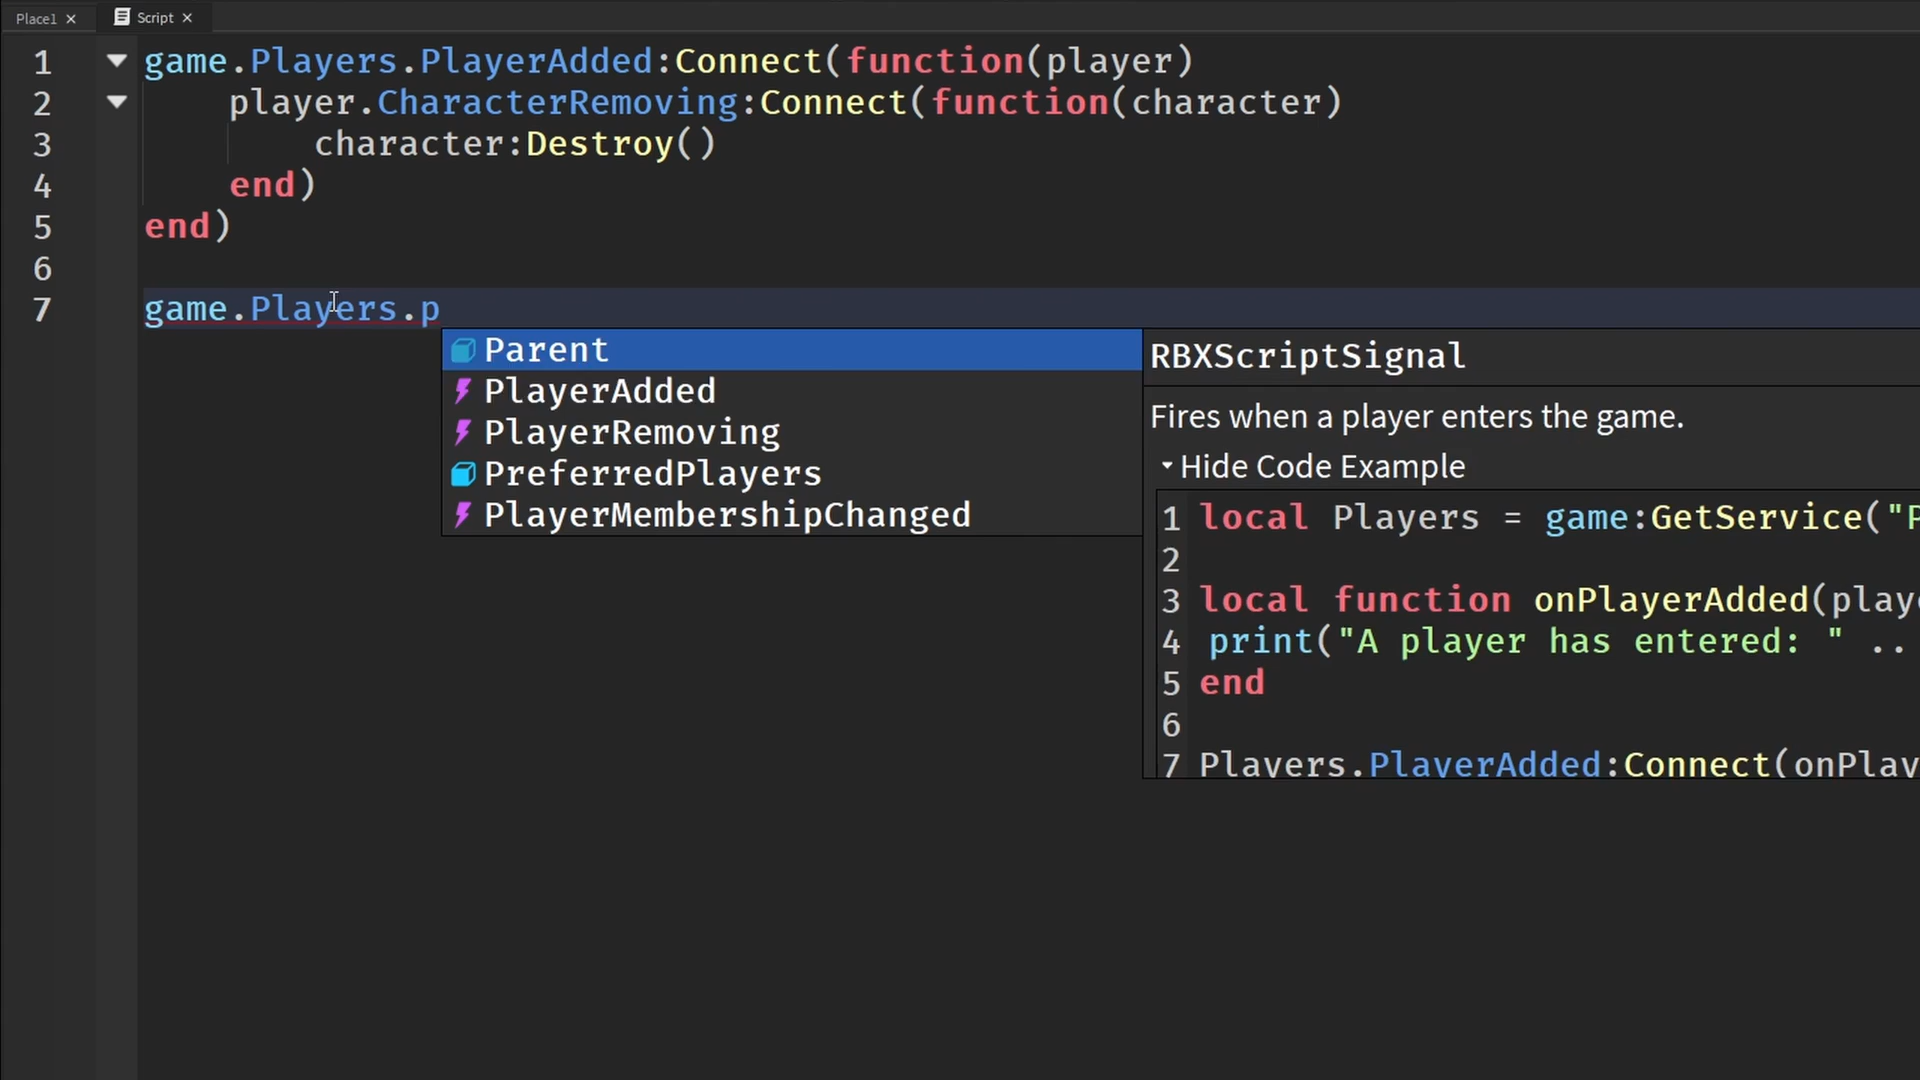 Place1 ×
Script ×
1 game.Players.PlayerAdded:Connect(function(player)
2 player.CharacterRemoving:Connect(function(character)
3 character:Destroy()
4 end)
5 end)
6
7 game.Players.p
Parent
PlayerAdded
PlayerRemoving
PreferredPlayers
PlayerMembershipChanged
RBXScriptSignal
Fires when a player enters the game.
Hide Code Example
1 local Players = game:GetService("P
2
3 local function onPlayerAdded(playe
4 print("A player has entered: " ..
5 end
6
7 Players.PlayerAdded:Connect(onPlay